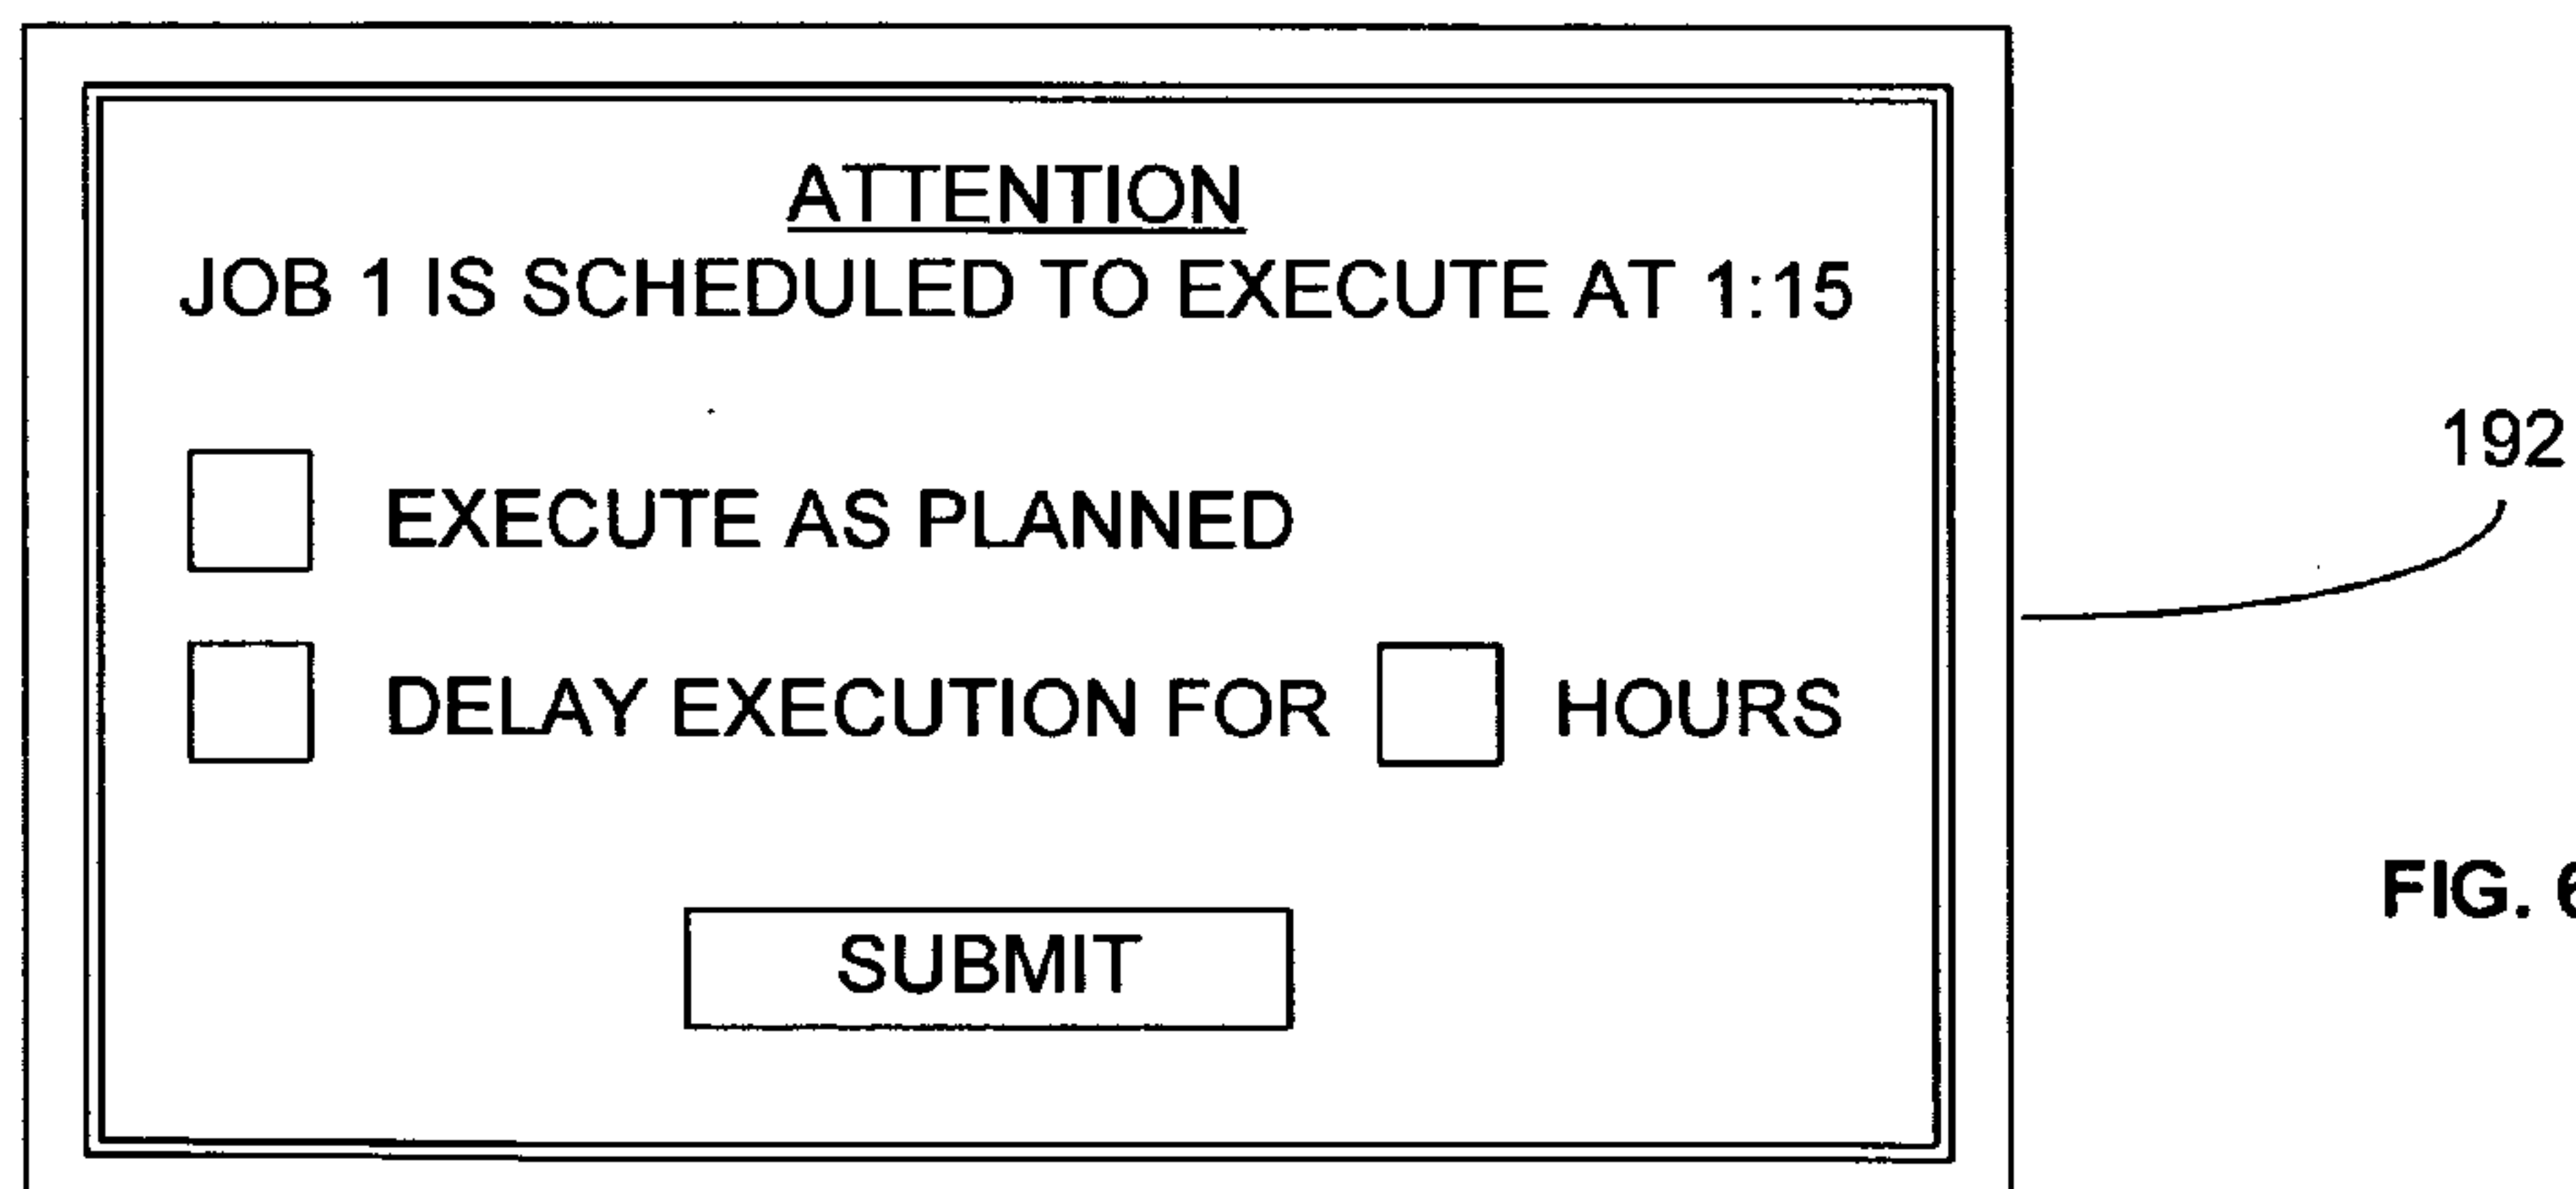 ATTENTION
JOB 1 IS SCHEDULED TO EXECUTE AT 1:15
EXECUTE AS PLANNED
DELAY EXECUTION FOR HOURS
SUBMIT
192
FIG. 6